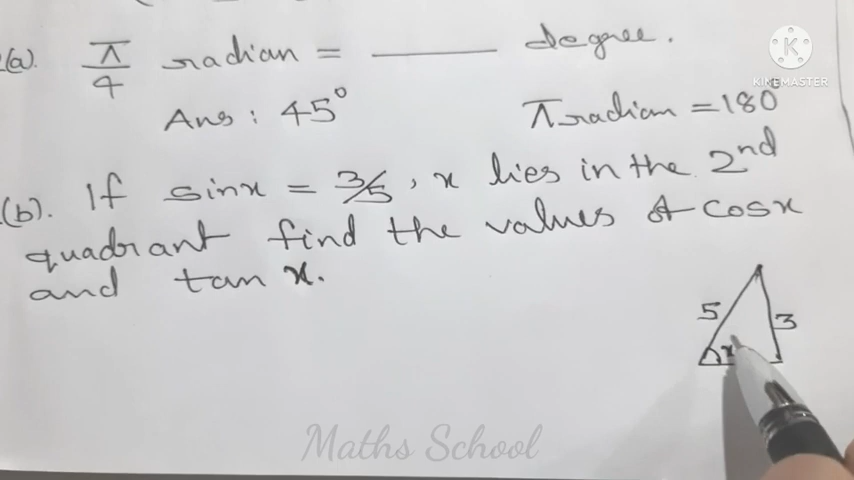 (a). π/4 radian = ______ degree.
Ans: 45° π radian = 180°
(b). If sinx = 3/5, x lies in the 2nd
quadrant find the values of cosx
and tan x.
5
3
x
Maths School
KINEMASTER